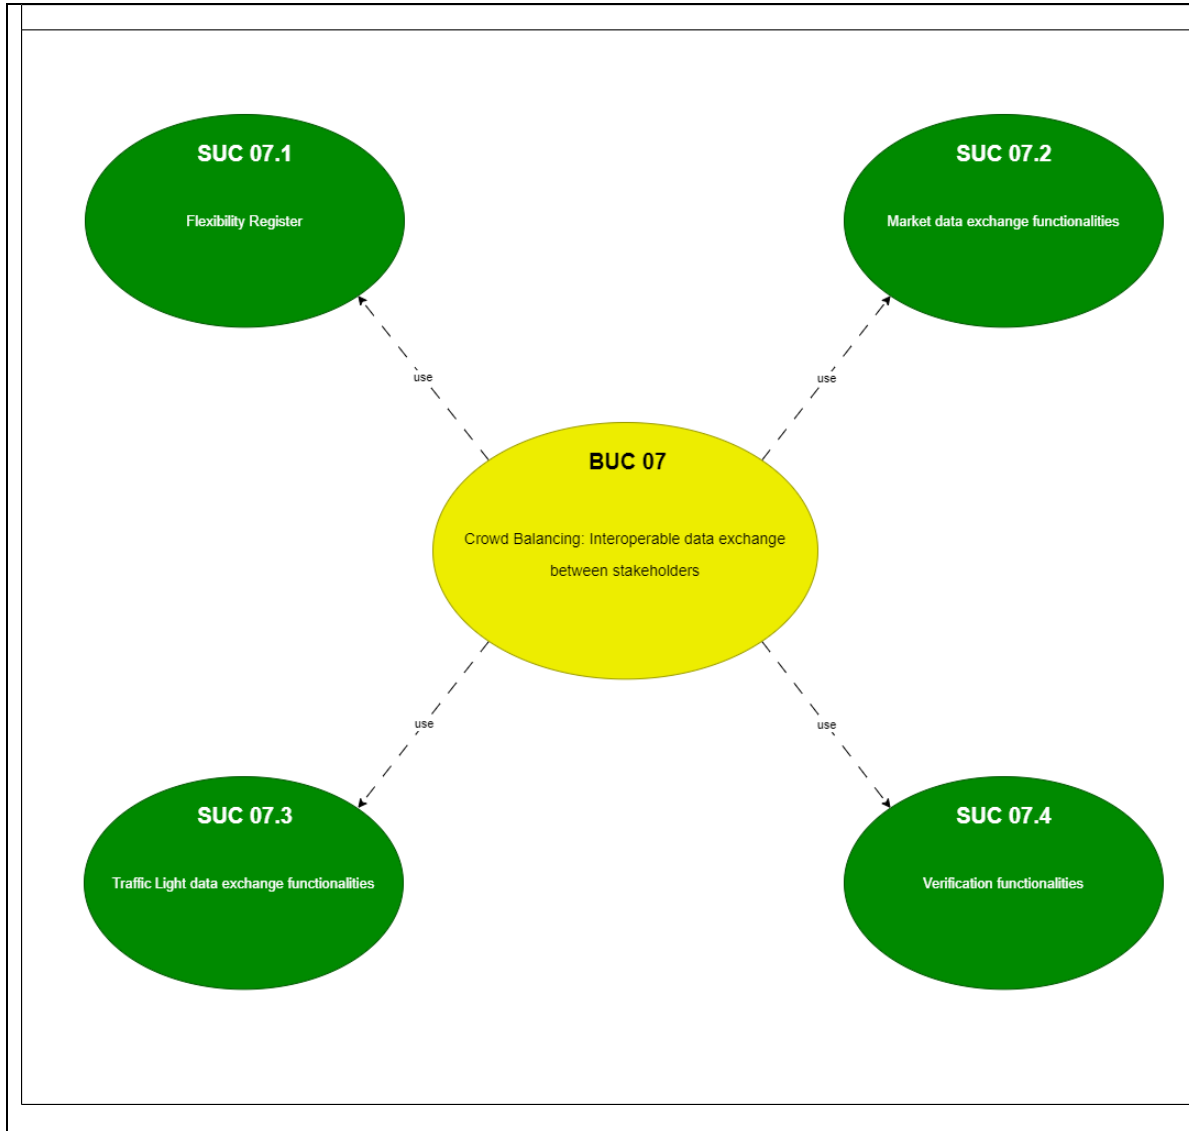 SUC 07.1
Flexibility Register
SUC 07.2
Market data exchange functionalities
use
use
BUC 07
Crowd Balancing: Interoperable data exchange
between stakeholders
use
use
SUC 07.3
Traffic Light data exchange functionalities
SUC 07.4
Verification functionalities